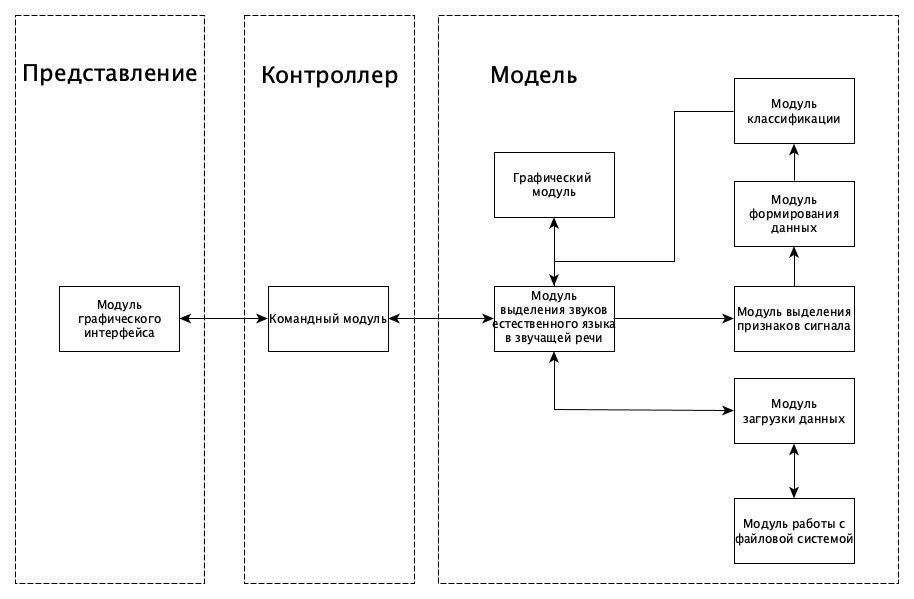 Представление
Контроллер
Модель
Модуль
классификации
Графический
модуль
Модуль
формирования
данных
Модуль
графического
интерфейса
Командный модуль
Модуль
выделения звуков
естественного языка
в звучащей речи
Модуль выделения
признаков сигнала
Модуль
загрузки данных
Модуль работы с
файловой системой